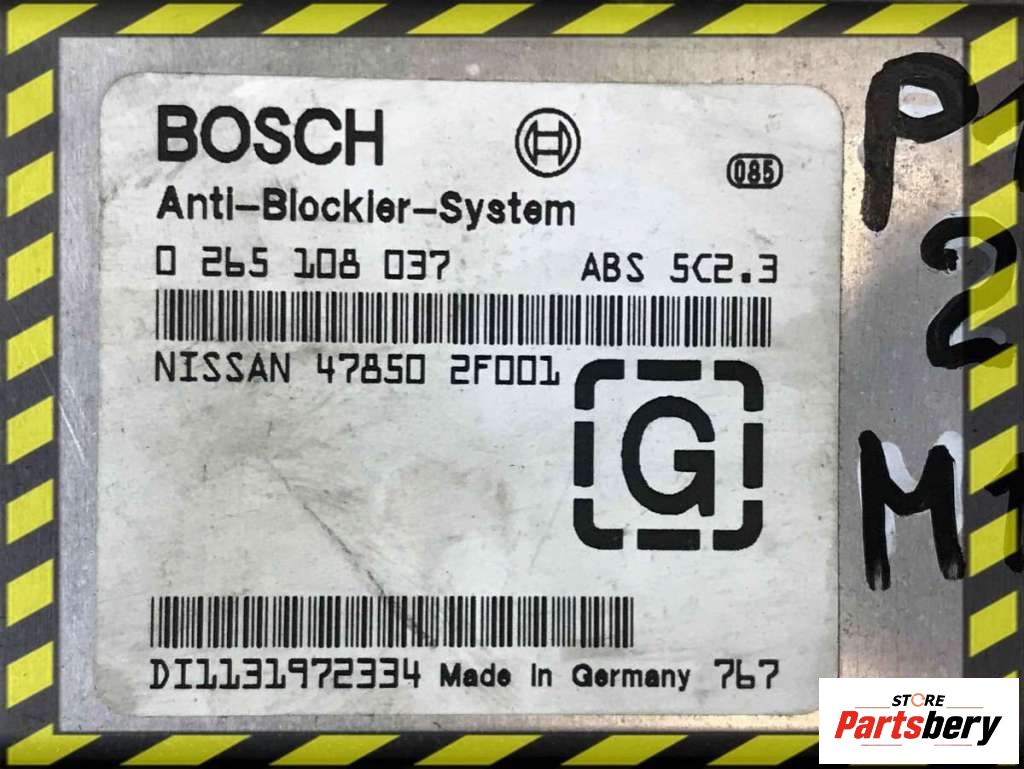 BOSCH
085
Anti-Blockier-System
0 265 108 037 ABS 5C2.3
NISSAN 47850 2F001
G
DI1131972334 Made in Germany 767
P
2
M
STORE
Partsbery